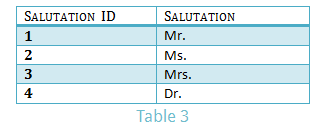 Salutation ID Salutation
1 Mr.
2 Ms.
3 Mrs.
4 Dr.
Table 3